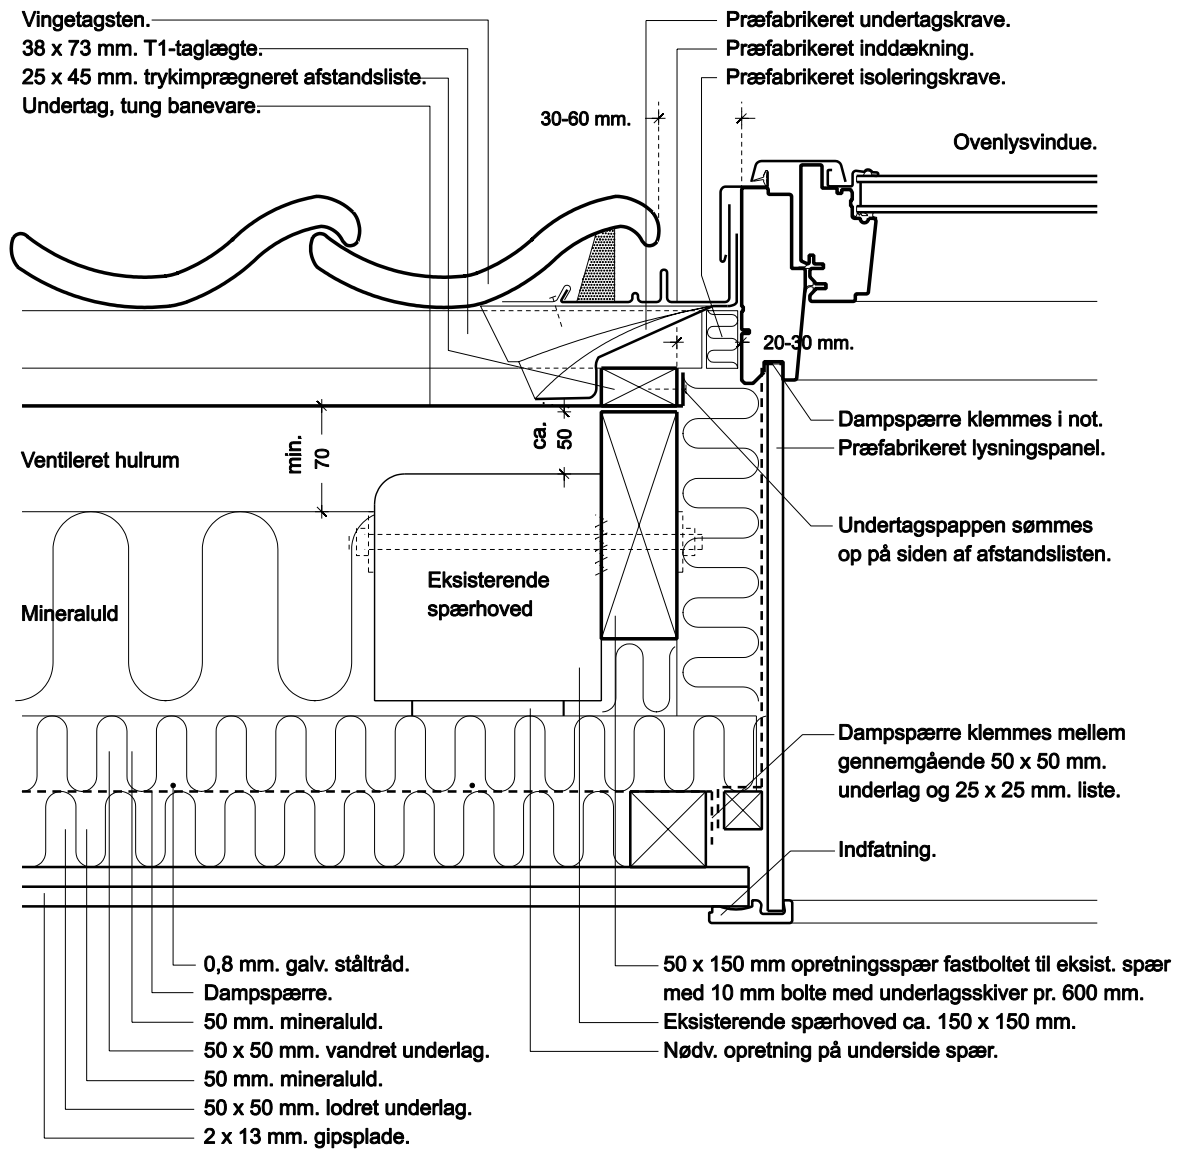 Vingetagsten.
38 x 73 mm. T1-taglægte.
25 x 45 mm. trykimprægneret afstandsliste.
Undertag, tung banevare.
Præfabrikeret undertagskrave.
Præfabrikeret inddækning.
Præfabrikeret isoleringskrave.
30-60 mm.
Ovenlysvindue.
20-30 mm.
Dampspærre klemmes i not.
Præfabrikeret lysningspanel.
ca.
50
min.
70
Ventileret hulrum
Undertagspappen sømmes
op på siden af afstandslisten.
Eksisterende
spærhoved
Mineraluld
Dampspærre klemmes mellem
gennemgående 50 x 50 mm.
underlag og 25 x 25 mm. liste.
Indfatning.
0,8 mm. galv. ståltråd.
Dampspærre.
50 mm. mineraluld.
50 x 50 mm. vandret underlag.
50 mm. mineraluld.
50 x 50 mm. lodret underlag.
2 x 13 mm. gipsplade.
50 x 150 mm opretningsspær fastboltet til eksist. spær
med 10 mm bolte med underlagsskiver pr. 600 mm.
Eksisterende spærhoved ca. 150 x 150 mm.
Nødv. opretning på underside spær.